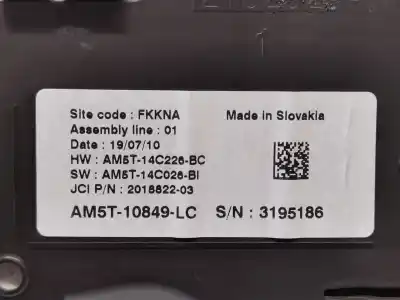 Site code : FKKNA
Made in Slovakia
Assembly line : 01
Date : 19/07/10
HW : AM5T-14C226-BC
SW : AM5T-14C026-BI
JCI P/N : 2018822-03
AM5T-10849-LC S/N : 3195186